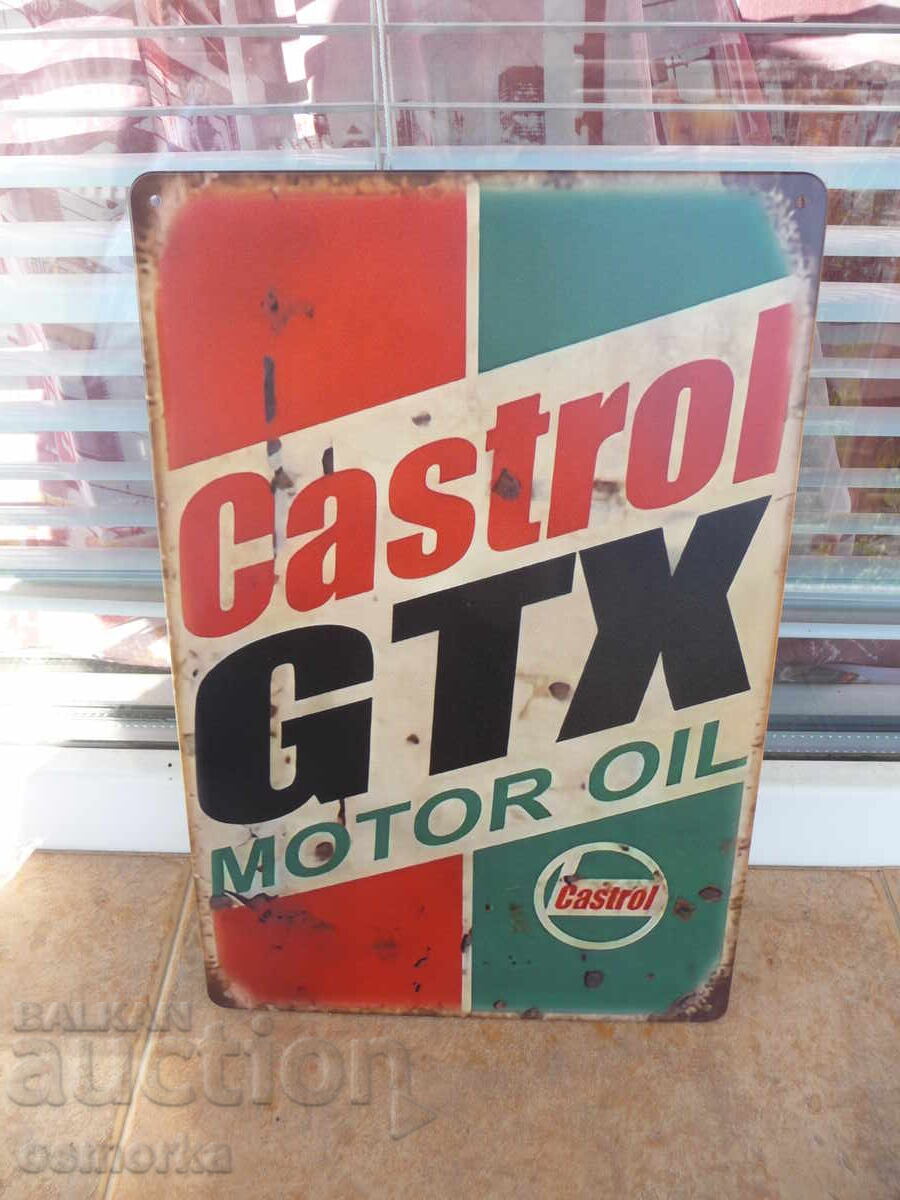 Castrol
GTX
MOTOR OIL
Castrol
BALKAN
auction
osmorka